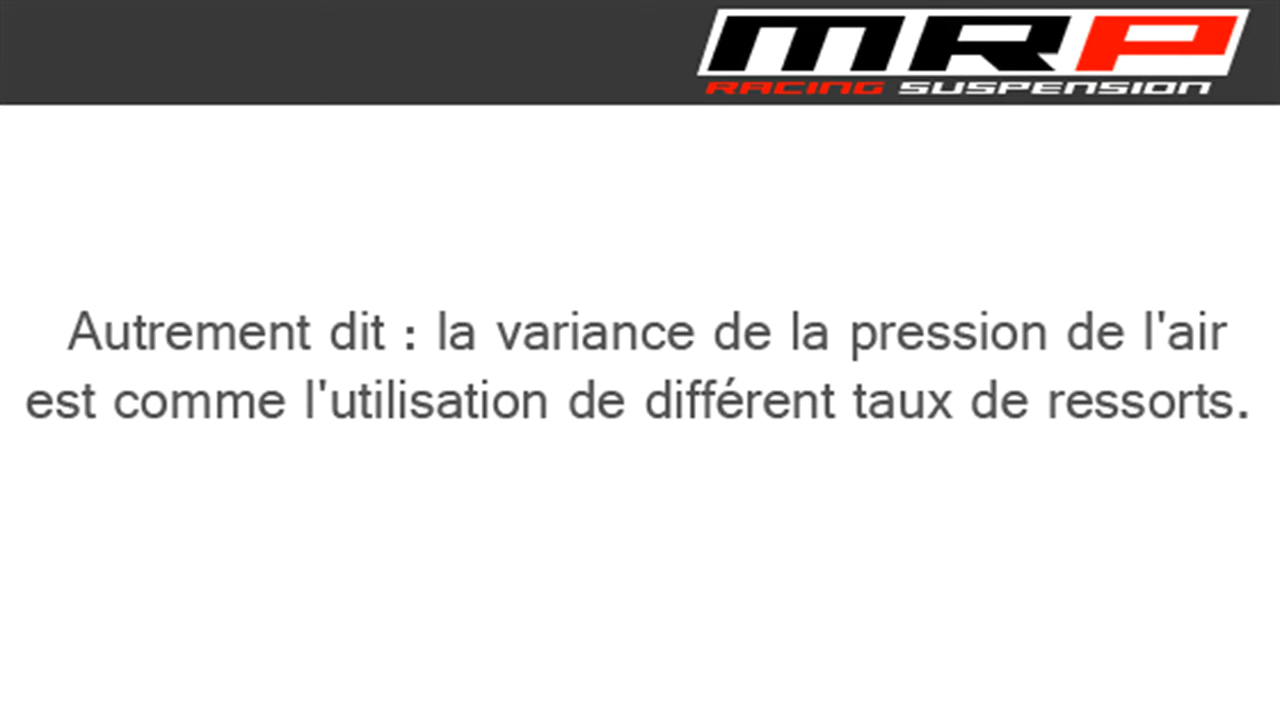 MRP
RACING SUSPENSION
Autrement dit : la variance de la pression de l'air
est comme l'utilisation de différent taux de ressorts.